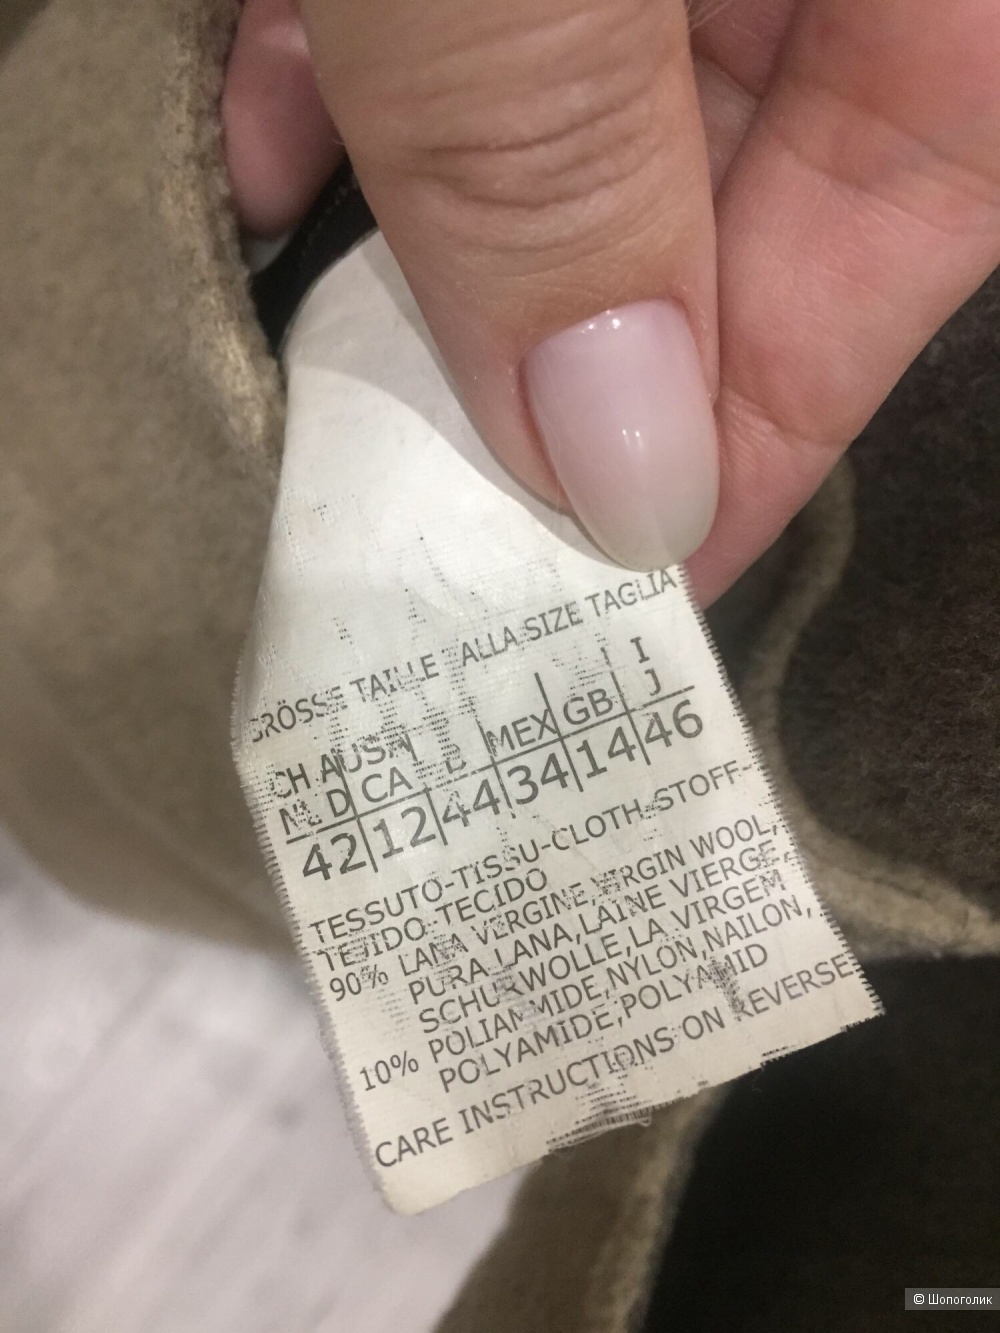 GRÖSSE TAILLE TALLA SIZE TAGLIA
CH A USA MEX GB I
NL D CA J
42 12 44 34 14 46
TESSUTO-TISSU-CLOTH-STOFF-
TEJIDO-TECIDO
90% LANA VERGINE, VIRGIN WOOL,
PURA LANA, LAINE VIERGE,
SCHURWOLLE, LA VIRGEM
10% POLIAMMIDE, NYLON, NAILON,
POLYAMIDE, POLYAMID
CARE INSTRUCTIONS ON REVERSE
© Шопоголик